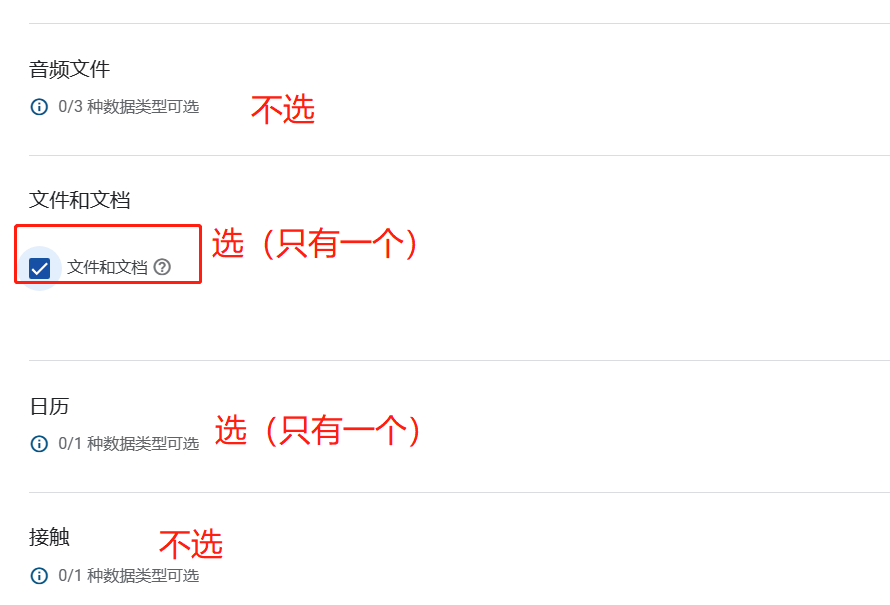 音频文件
0/3 种数据类型可选 不选
文件和文档
选（只有一个）
文件和文档
日历
0/1 种数据类型可选 选（只有一个）
接触
不选
0/1 种数据类型可选